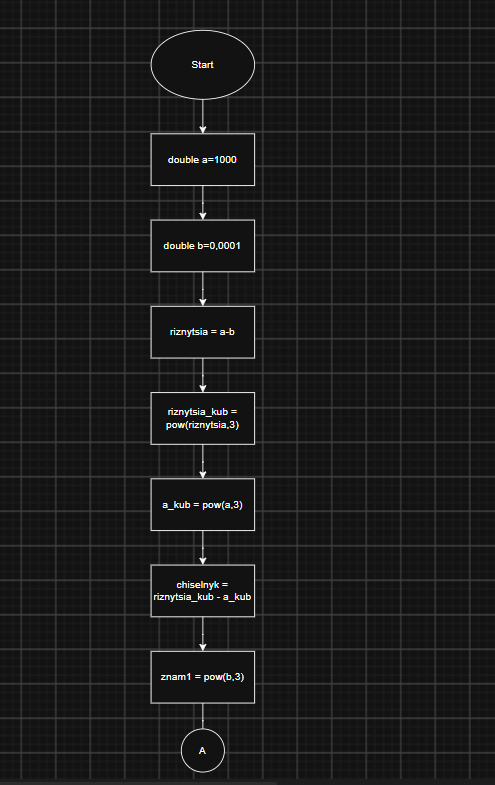 Start
double a=1000
double b=0,0001
riznytsia = a-b
riznytsia_kub =
pow(riznytsia,3)
a_kub = pow(a,3)
chiselnyk =
riznytsia_kub - a_kub
znam1 = pow(b,3)
A